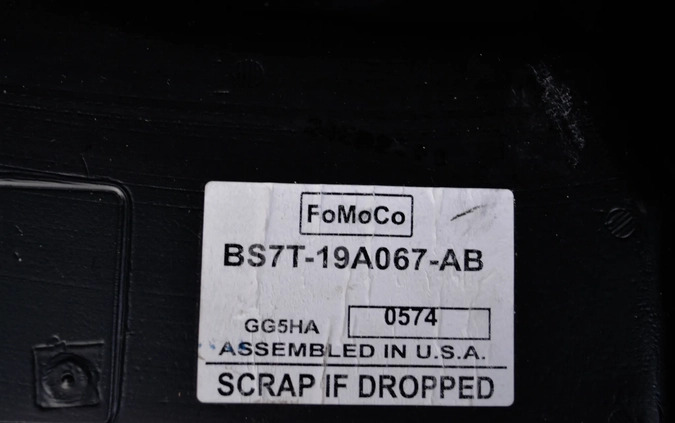 FoMoCo
BS7T-19A067-AB
GG5HA 0574
ASSEMBLED IN U.S.A.
SCRAP IF DROPPED